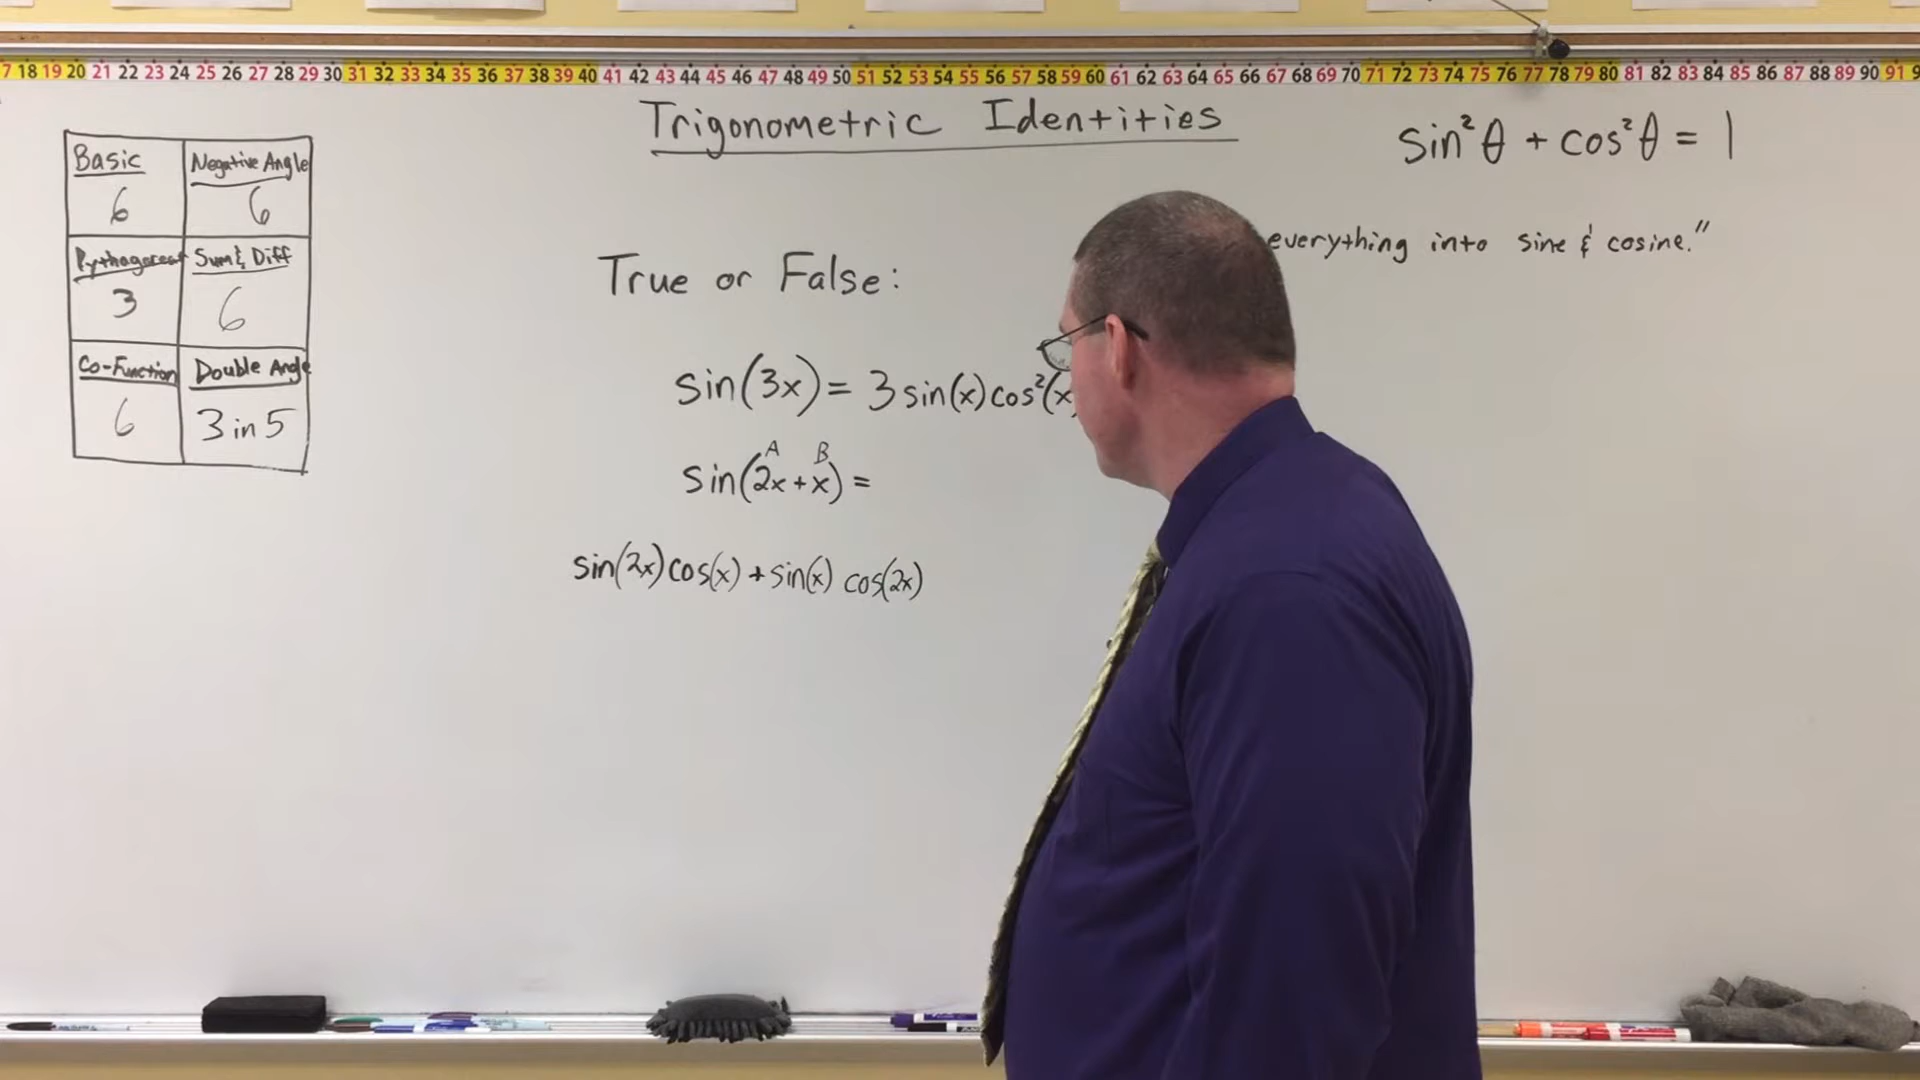 17 18 19 20 21 22 23 24 25 26 27 28 29 30 31 32 33 34 35 36 37 38 39 40 41 42 43 44 45 46 47 48 49 50 51 52 53 54 55 56 57 58 59 60 61 62 63 64 65 66 67 68 69 70 71 72 73 74 75 76 77 78 79 80 81 82 83 84 85 86 87 88 89 90 91 9
Trigonometric Identities
sin²θ + cos²θ = 1
everything into sine & cosine."
Basic
6
Negative Angle
6
Pythagorean
3
Sum & Diff
6
Co-Function
6
Double Angle
3 in 5
True or False:
sin(3x) = 3 sin(x) cos²(x
A B
sin(2x + x) =
sin(2x) cos(x) + sin(x) cos(2x)